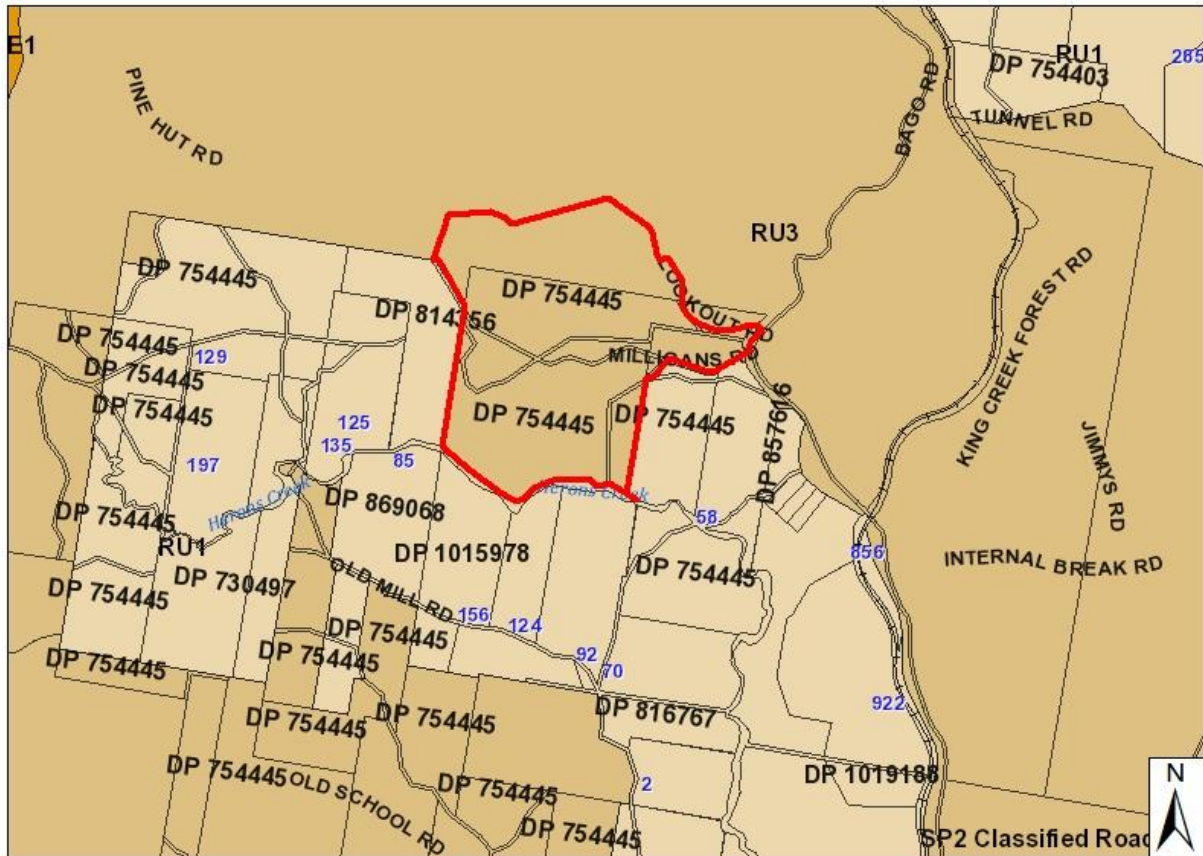 E1
RU1
285
DP 754403
PINE HUT RD
TUNNEL RD
BAGO RD
RU3
DP 754445
DP 754445
LOOKOUT RD
DP 814356
KING CREEK FOREST RD
DP 754445
129
MILLIGANS RD
DP 754445
DP 754445
DP 754445
DP 754445
DP 857616
JIMMYS RD
125
135
85
197
Herons Creek
Herons Creek
DP 869068
58
DP 754445
RU1
DP 1015978
856
INTERNAL BREAK RD
DP 754445
DP 730497
OLD MILL RD
DP 754445
156
124
DP 754445
92
70
DP 754445
DP 754445
922
DP 754445
DP 754445
DP 816767
DP 754445
OLD SCHOOL RD
DP 754445
2
DP 1019188
DP 754445
SP2 Classified Road
N